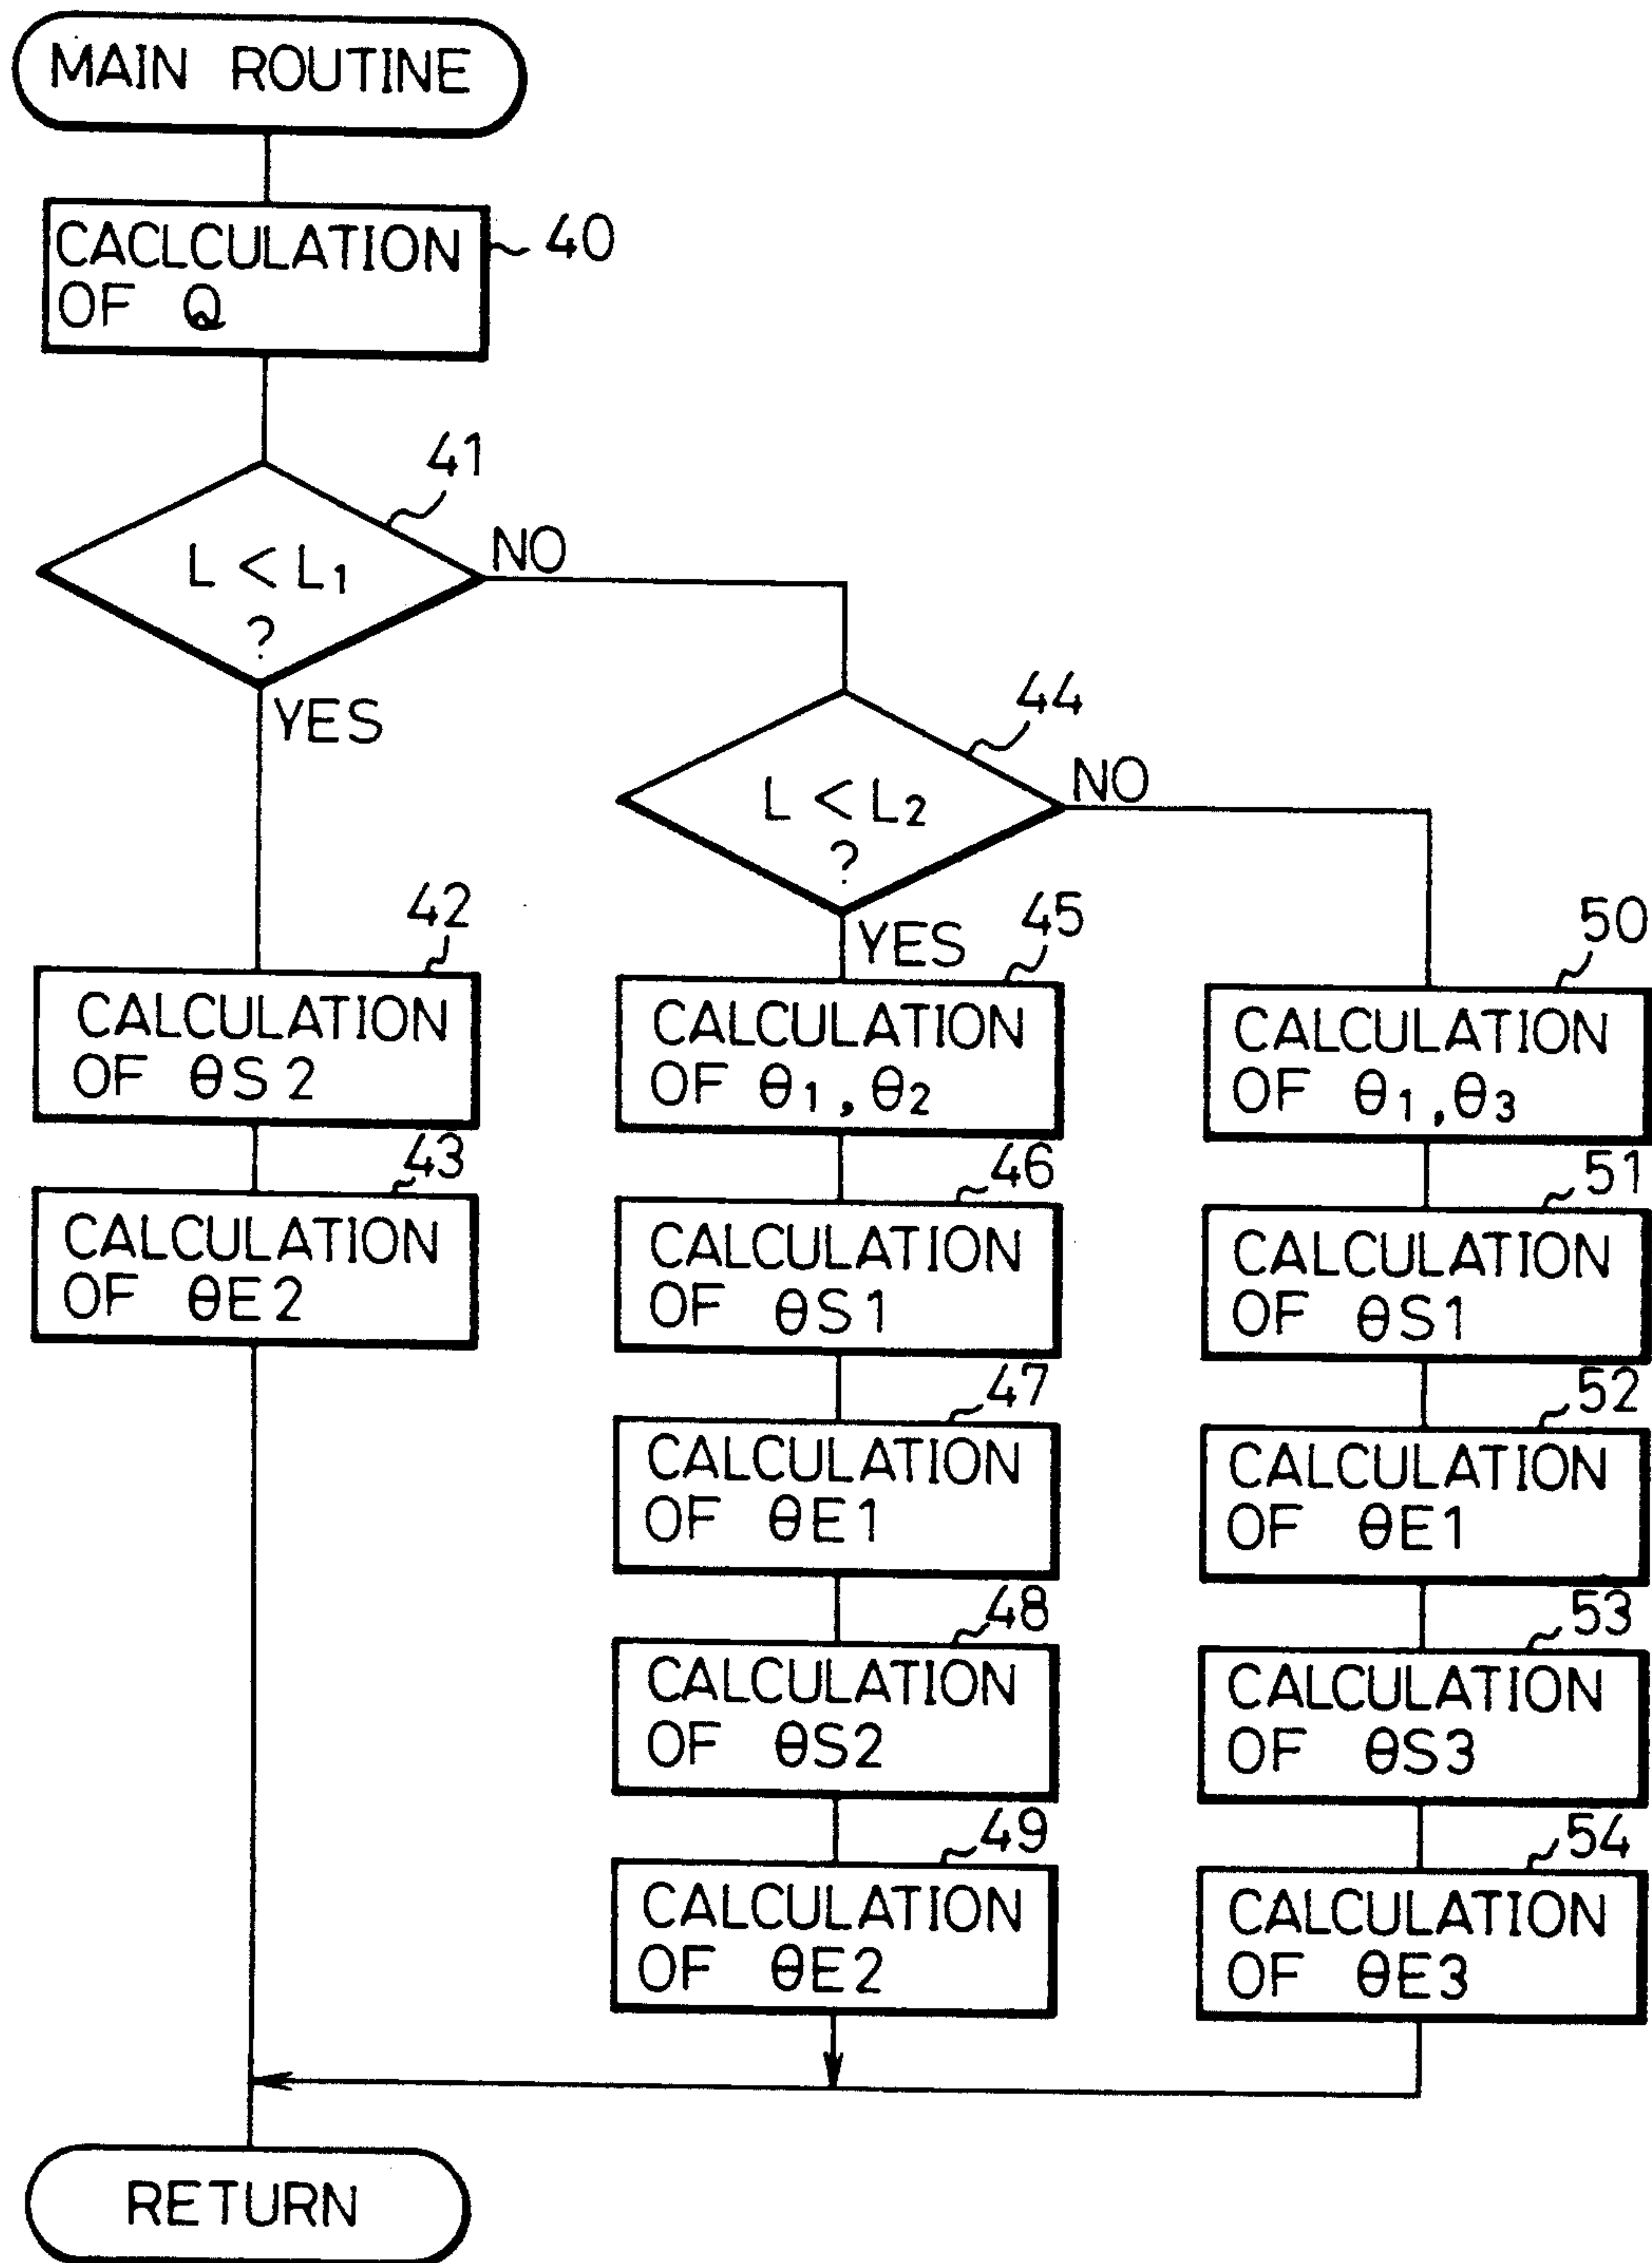 MAIN ROUTINE
CACLCULATION
OF Q
40
41
L < L1
?
NO
YES
44
L < L2
?
NO
YES
42
CALCULATION
OF θS2
43
CALCULATION
OF θE2
45
CALCULATION
OF θ1, θ2
46
CALCULATION
OF θS1
47
CALCULATION
OF θE1
48
CALCULATION
OF θS2
49
CALCULATION
OF θE2
50
CALCULATION
OF θ1, θ3
51
CALCULATION
OF θS1
52
CALCULATION
OF θE1
53
CALCULATION
OF θS3
54
CALCULATION
OF θE3
RETURN